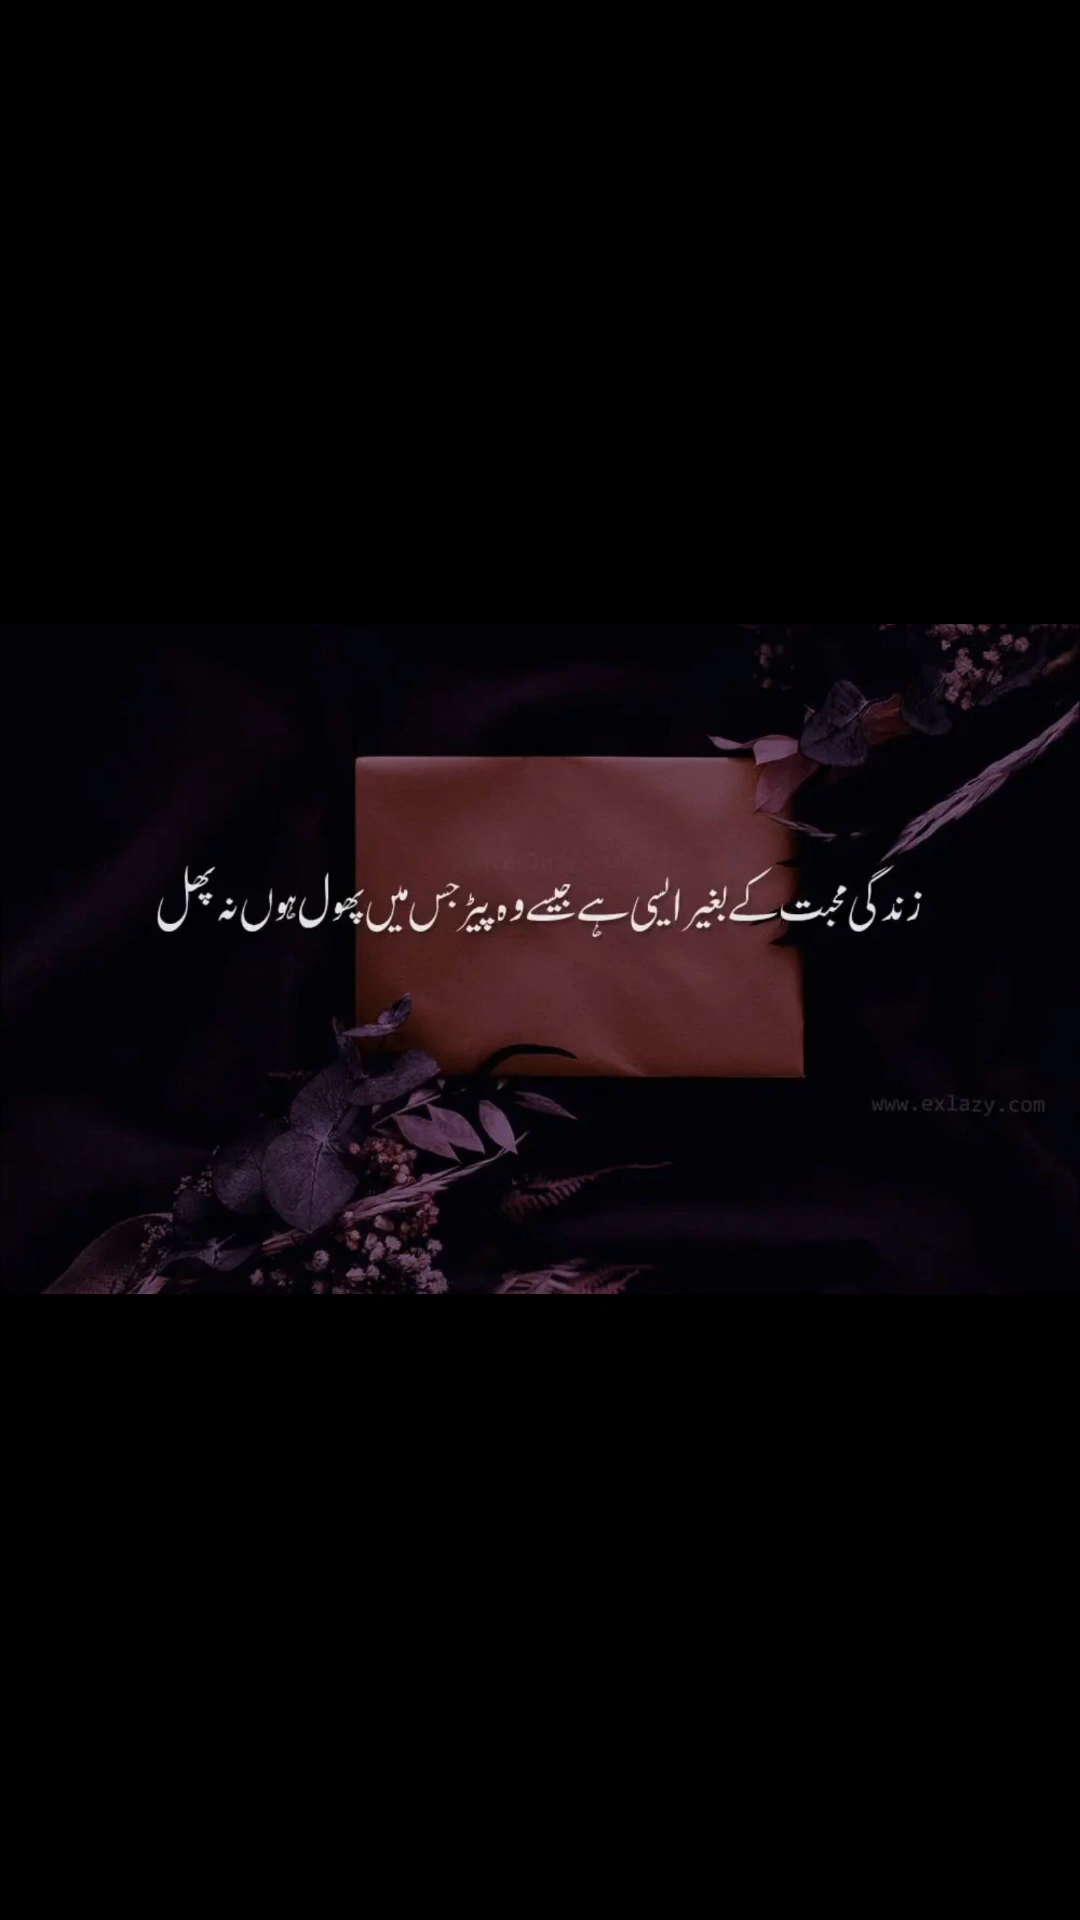 زندگی محبت کے بغیر ایسی ہے جیسے وہ پیڑ جس میں پھول ہوں نہ پھل
www.exlazy.com